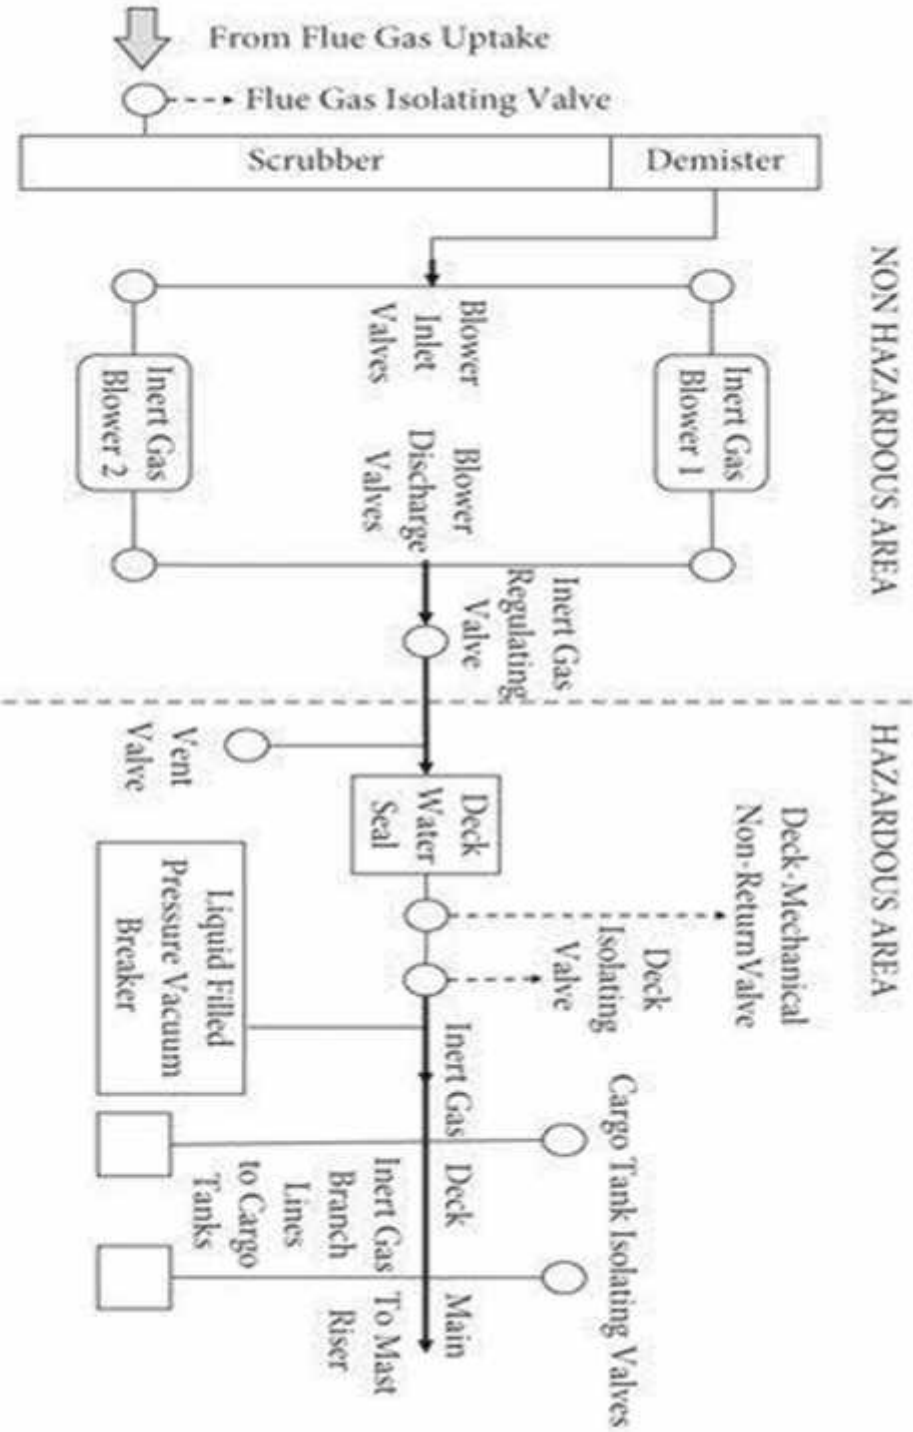 From Flue Gas Uptake
Flue Gas Isolating Valve
Scrubber
Demister
NON HAZARDOUS AREA
Blower
Inlet
Valves
Inert Gas
Blower 1
Inert Gas
Blower 2
Blower
Discharge
Valves
Inert Gas
Regulating
Valve
HAZARDOUS AREA
Vent
Valve
Deck
Water
Seal
Deck-Mechanical
Non-ReturnValve
Deck
Isolating
Valve
Liquid Filled
Pressure Vacuum
Breaker
Inert Gas Deck Main
Cargo Tank Isolating Valves
Inert Gas
Branch
Lines
to Cargo
Tanks
To Mast
Riser